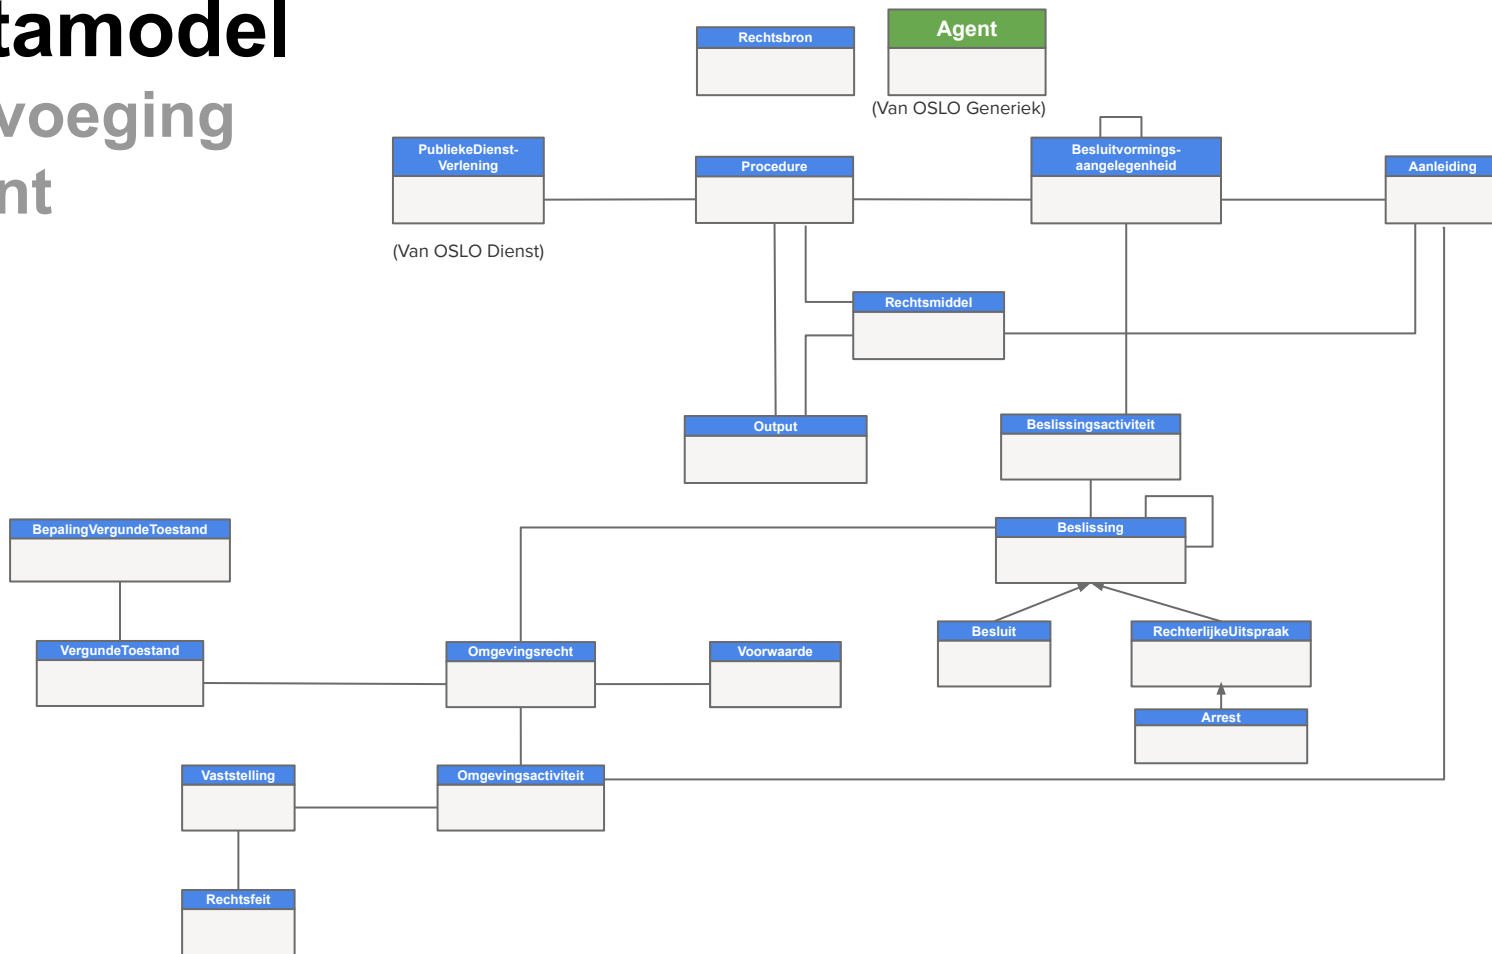 tamodel
voeging
nt
Rechtsbron
Agent
(Van OSLO Generiek)
PubliekeDienst-
Verlening
(Van OSLO Dienst)
Procedure
Besluitvormings-
aangelegenheid
Aanleiding
Rechtsmiddel
Output
Beslissingsactiviteit
BepalingVergundeToestand
Beslissing
VergundeToestand
Omgevingsrecht
Voorwaarde
Besluit
RechterlijkeUitspraak
Arrest
Vaststelling
Omgevingsactiviteit
Rechtsfeit